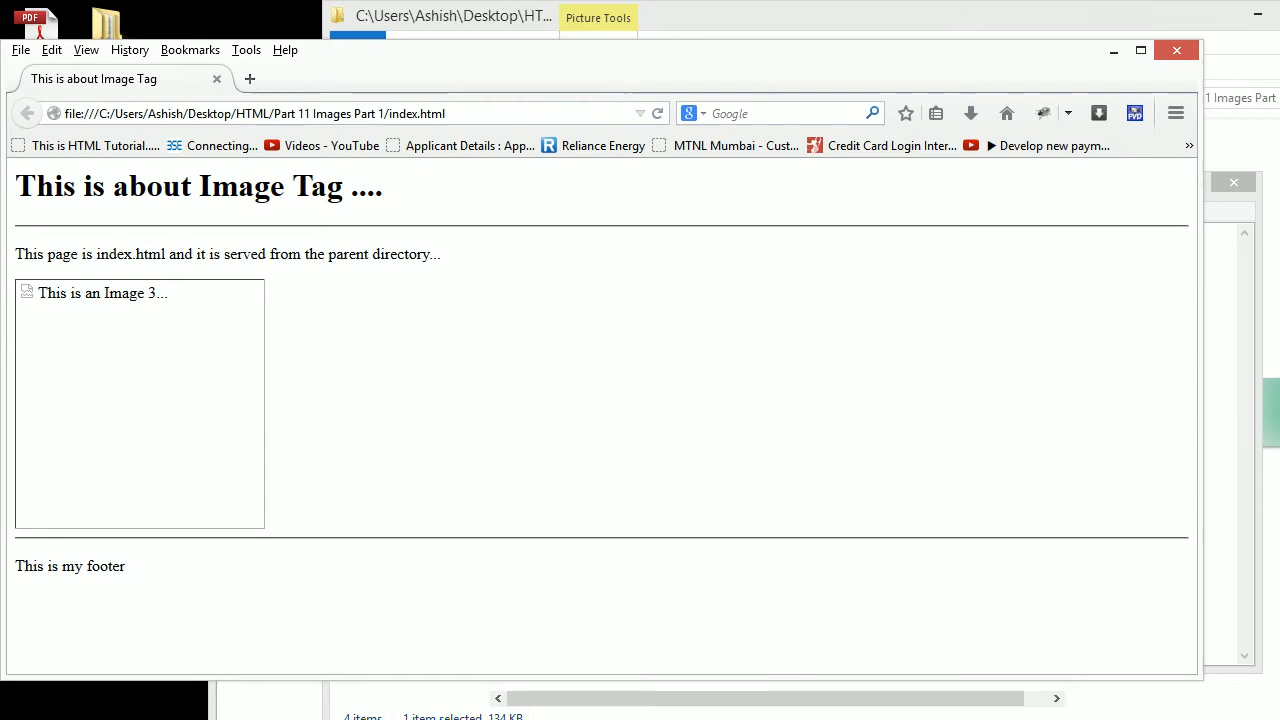 PDF
C:\Users\Ashish\Desktop\HT...
Picture Tools
File Edit View History Bookmarks Tools Help
This is about Image Tag
file:///C:/Users/Ashish/Desktop/HTML/Part 11 Images Part 1/index.html
Google
FVD
1 Images Part
This is HTML Tutorial..... Connecting... Videos - YouTube Applicant Details : App... Reliance Energy MTNL Mumbai - Cust... Credit Card Login Inter... ▶ Develop new paym... »
This is about Image Tag ....
This page is index.html and it is served from the parent directory...
This is an Image 3...
This is my footer
4 items 1 item selected 134 KB